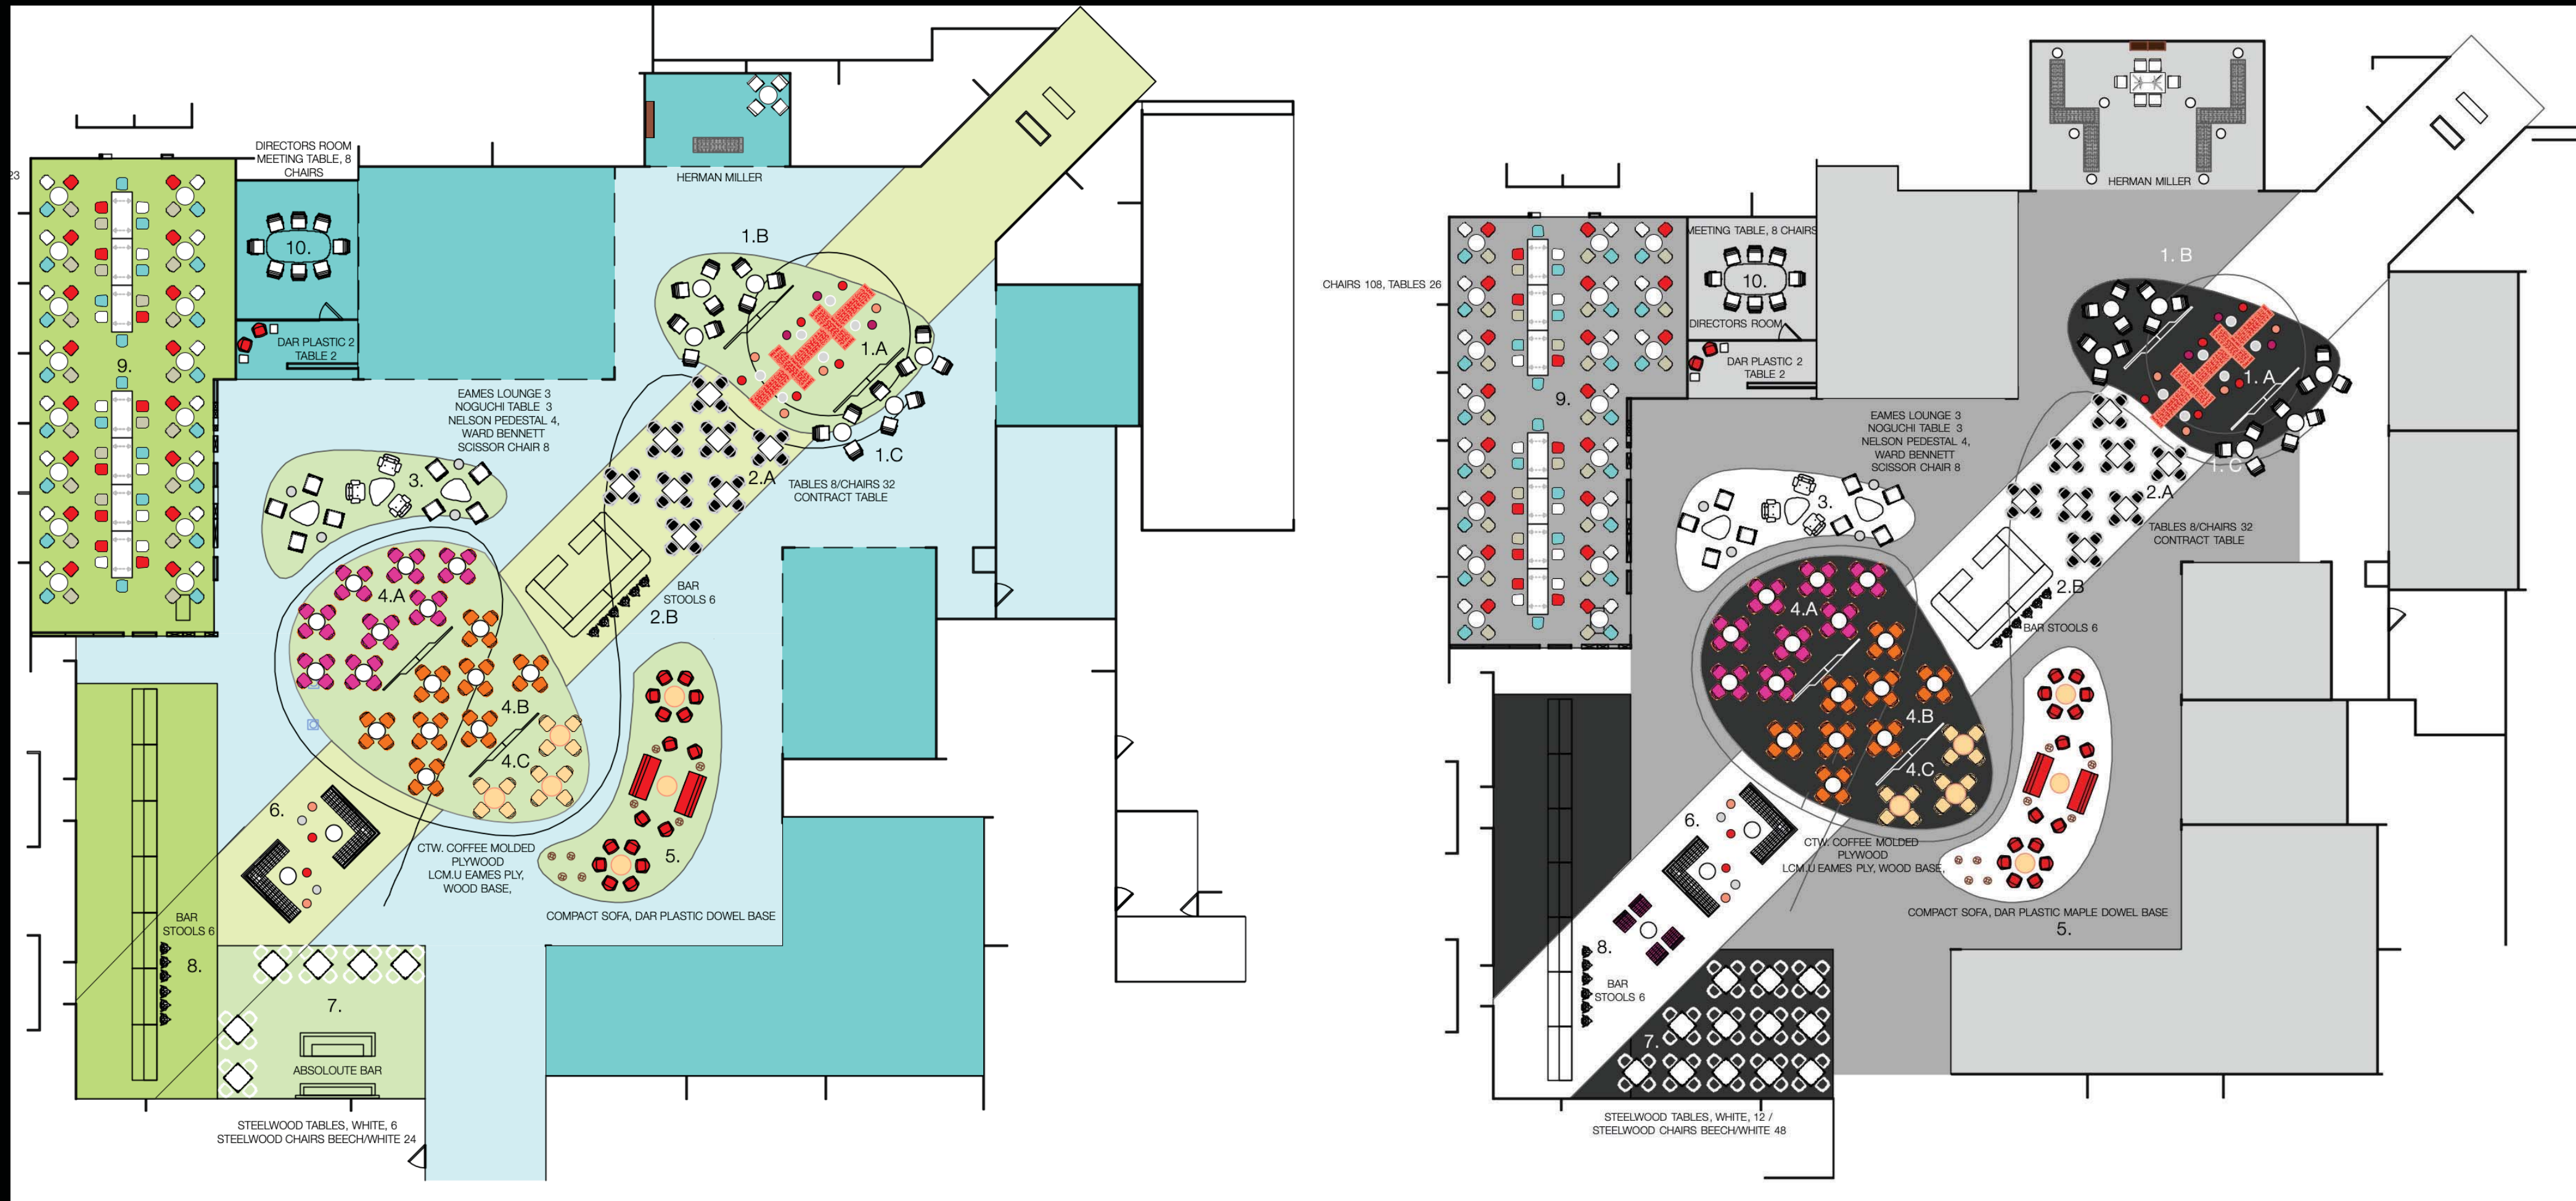 23
DIRECTORS ROOM
MEETING TABLE, 8
CHAIRS
10.
DAR PLASTIC 2
TABLE 2
9.
HERMAN MILLER
1.B
1.A
1.C
EAMES LOUNGE 3
NOGUCHI TABLE 3
NELSON PEDESTAL 4,
WARD BENNETT
SCISSOR CHAIR 8
3.
2.A
TABLES 8/CHAIRS 32
CONTRACT TABLE
BAR
STOOLS 6
2.B
4.A
4.B
4.C
5.
6.
CTW. COFFEE MOLDED
PLYWOOD
LCM.U EAMES PLY,
WOOD BASE,
COMPACT SOFA, DAR PLASTIC DOWEL BASE
BAR
STOOLS 6
8.
7.
ABSOLOUTE BAR
STEELWOOD TABLES, WHITE, 6
STEELWOOD CHAIRS BEECH/WHITE 24
HERMAN MILLER
MEETING TABLE, 8 CHAIRS
10.
DIRECTORS ROOM
DAR PLASTIC 2
TABLE 2
CHAIRS 108, TABLES 26
9.
1. B
1. A
1. C
EAMES LOUNGE 3
NOGUCHI TABLE 3
NELSON PEDESTAL 4,
WARD BENNETT
SCISSOR CHAIR 8
3.
2.A
TABLES 8/CHAIRS 32
CONTRACT TABLE
2.B
BAR STOOLS 6
4.A
4.B
4.C
6.
CTW. COFFEE MOLDED
PLYWOOD
LCM.U EAMES PLY, WOOD BASE,
COMPACT SOFA, DAR PLASTIC MAPLE DOWEL BASE
5.
8.
BAR
STOOLS 6
7.
STEELWOOD TABLES, WHITE, 12 /
STEELWOOD CHAIRS BEECH/WHITE 48